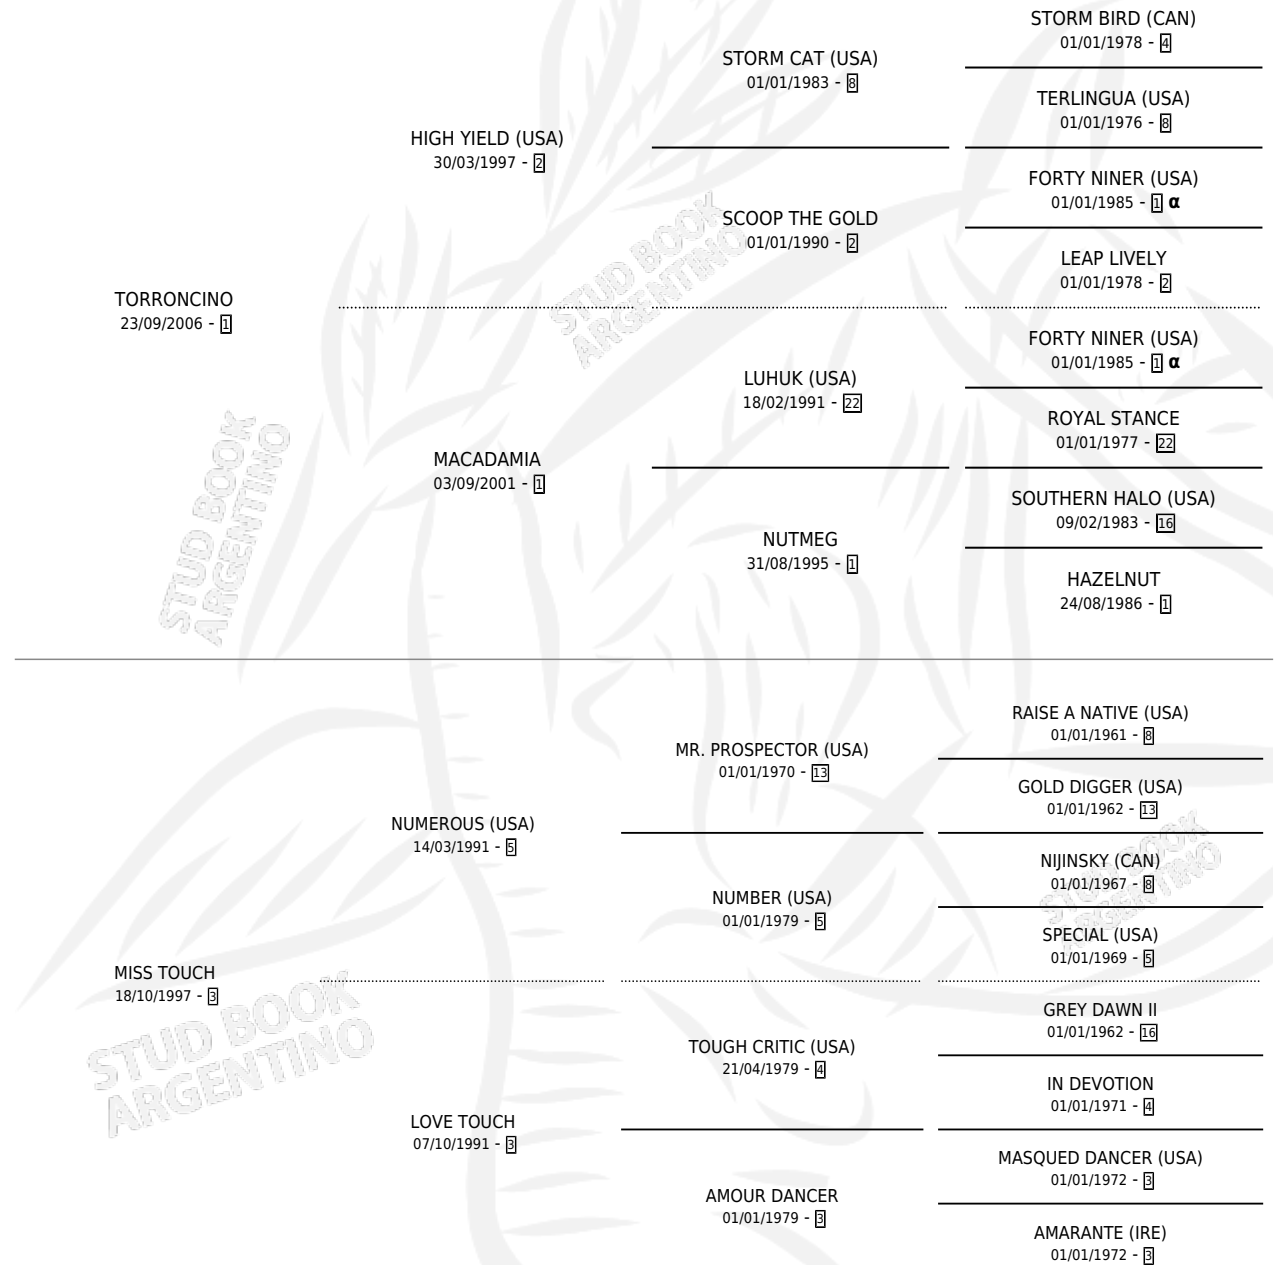 STORM BIRD (CAN)
01/01/1978 - 4
STORM CAT (USA)
01/01/1983 - 8
TERLINGUA (USA)
01/01/1976 - 8
HIGH YIELD (USA)
30/03/1997 - 2
FORTY NINER (USA)
01/01/1985 - 1 α
SCOOP THE GOLD
01/01/1990 - 2
LEAP LIVELY
01/01/1978 - 2
TORRONCINO
23/09/2006 - 1
FORTY NINER (USA)
01/01/1985 - 1 α
LUHUK (USA)
18/02/1991 - 22
ROYAL STANCE
01/01/1977 - 22
MACADAMIA
03/09/2001 - 1
SOUTHERN HALO (USA)
09/02/1983 - 16
NUTMEG
31/08/1995 - 1
HAZELNUT
24/08/1986 - 1
STUD BOOK
ARGENTINO
STUD BOOK
ARGENTINO
RAISE A NATIVE (USA)
01/01/1961 - 8
MR. PROSPECTOR (USA)
01/01/1970 - 13
GOLD DIGGER (USA)
01/01/1962 - 13
NUMEROUS (USA)
14/03/1991 - 5
NIJINSKY (CAN)
01/01/1967 - 8
NUMBER (USA)
01/01/1979 - 5
SPECIAL (USA)
01/01/1969 - 5
MISS TOUCH
18/10/1997 - 3
GREY DAWN II
01/01/1962 - 16
TOUGH CRITIC (USA)
21/04/1979 - 4
IN DEVOTION
01/01/1971 - 4
LOVE TOUCH
07/10/1991 - 3
MASQUED DANCER (USA)
01/01/1972 - 3
AMOUR DANCER
01/01/1979 - 3
AMARANTE (IRE)
01/01/1972 - 3
STUD BOOK
ARGENTINO
STUD BOOK
ARGENTINO